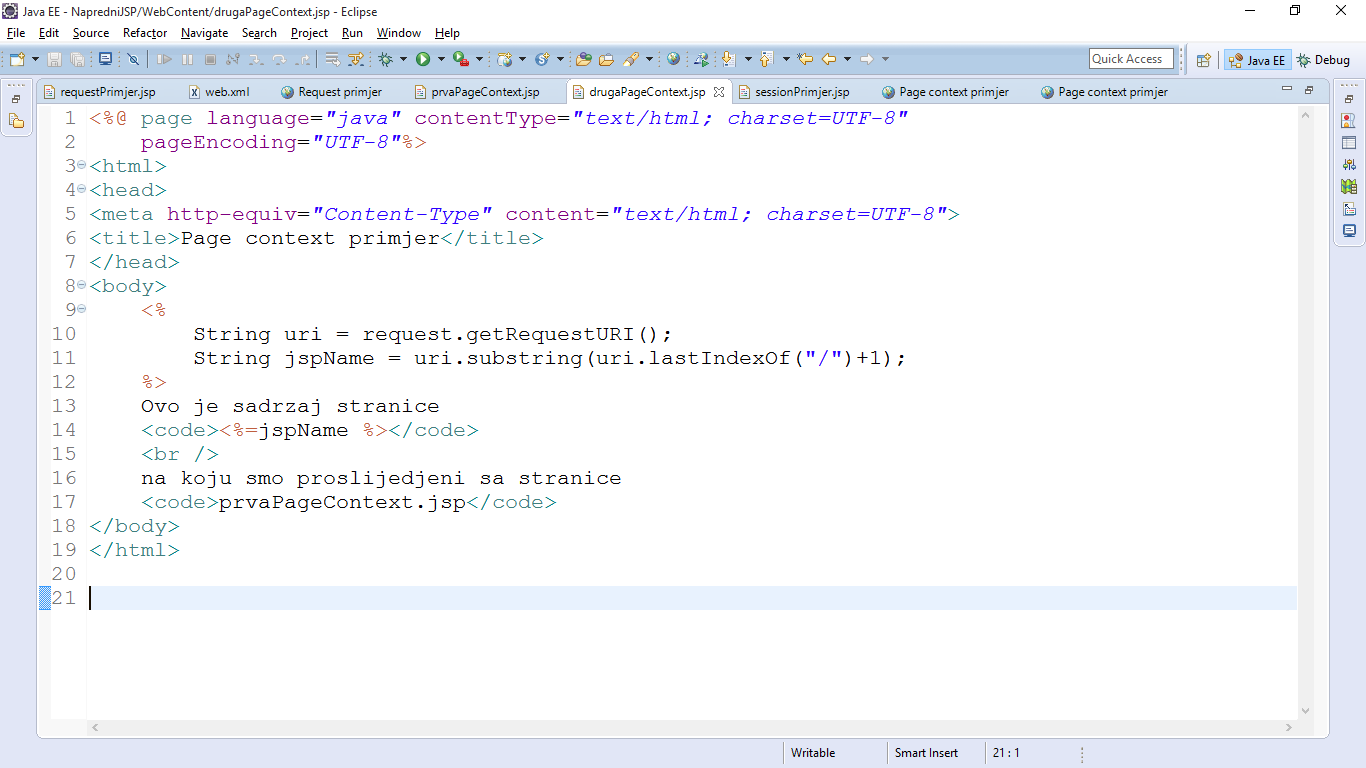 Java EE - NapredniJSP/WebContent/drugaPageContext.jsp - Eclipse
File Edit Source Refactor Navigate Search Project Run Window Help
Quick Access Java EE Debug
requestPrimjer.jsp web.xml Request primjer prvaPageContext.jsp drugaPageContext.jsp sessionPrimjer.jsp Page context primjer Page context primjer
1 <%@ page language="java" contentType="text/html; charset=UTF-8"
2     pageEncoding="UTF-8"%>
3 <html>
4 <head>
5 <meta http-equiv="Content-Type" content="text/html; charset=UTF-8">
6 <title>Page context primjer</title>
7 </head>
8 <body>
9     <%
10         String uri = request.getRequestURI();
11         String jspName = uri.substring(uri.lastIndexOf("/")+1);
12     %>
13     Ovo je sadrzaj stranice
14     <code><%=jspName %></code>
15     <br />
16     na koju smo proslijedjeni sa stranice
17     <code>prvaPageContext.jsp</code>
18 </body>
19 </html>
20
21
Writable Smart Insert 21 : 1